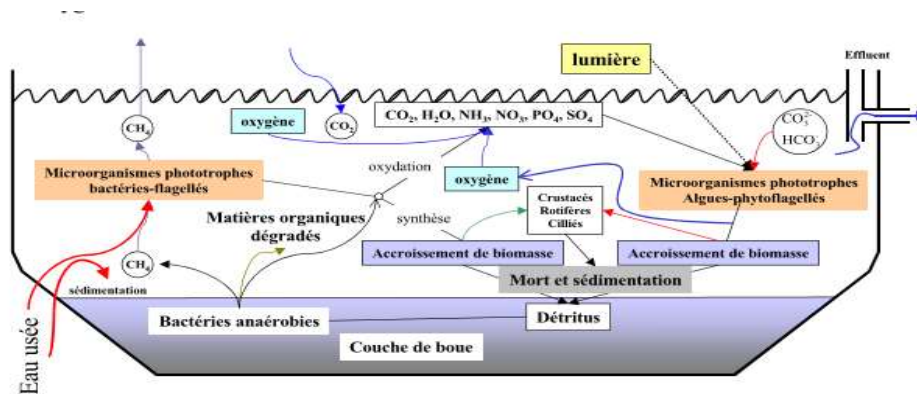 Effluent
lumière
CH₄
oxygène
CO₂
CO₂, H₂O, NH₃, NO₃, PO₄, SO₄
CO₃²⁻
HCO₃⁻
oxydation
Microorganismes phototrophes
bactéries-flagellés
oxygène
Microorganismes phototrophes
Algues-phytoflagellés
Crustacés
Rotifères
Cilliés
synthèse
Matières organiques
dégradés
Accroissement de biomasse
Accroissement de biomasse
CH₄
sédimentation
Mort et sédimentation
Bactéries anaérobies
Détritus
Couche de boue
Eau usée